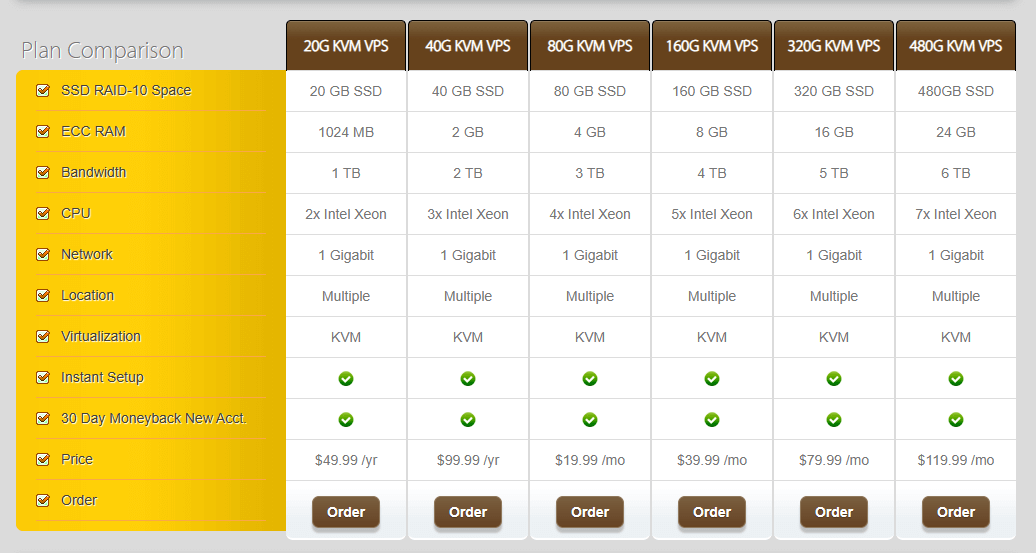 Plan Comparison 20G KVM VPS 40G KVM VPS 80G KVM VPS 160G KVM VPS 320G KVM VPS 480G KVM VPS
SSD RAID-10 Space 20 GB SSD 40 GB SSD 80 GB SSD 160 GB SSD 320 GB SSD 480GB SSD
ECC RAM 1024 MB 2 GB 4 GB 8 GB 16 GB 24 GB
Bandwidth 1 TB 2 TB 3 TB 4 TB 5 TB 6 TB
CPU 2x Intel Xeon 3x Intel Xeon 4x Intel Xeon 5x Intel Xeon 6x Intel Xeon 7x Intel Xeon
Network 1 Gigabit 1 Gigabit 1 Gigabit 1 Gigabit 1 Gigabit 1 Gigabit
Location Multiple Multiple Multiple Multiple Multiple Multiple
Virtualization KVM KVM KVM KVM KVM KVM
Instant Setup
30 Day Moneyback New Acct.
Price $49.99 /yr $99.99 /yr $19.99 /mo $39.99 /mo $79.99 /mo $119.99 /mo
Order Order Order Order Order Order Order